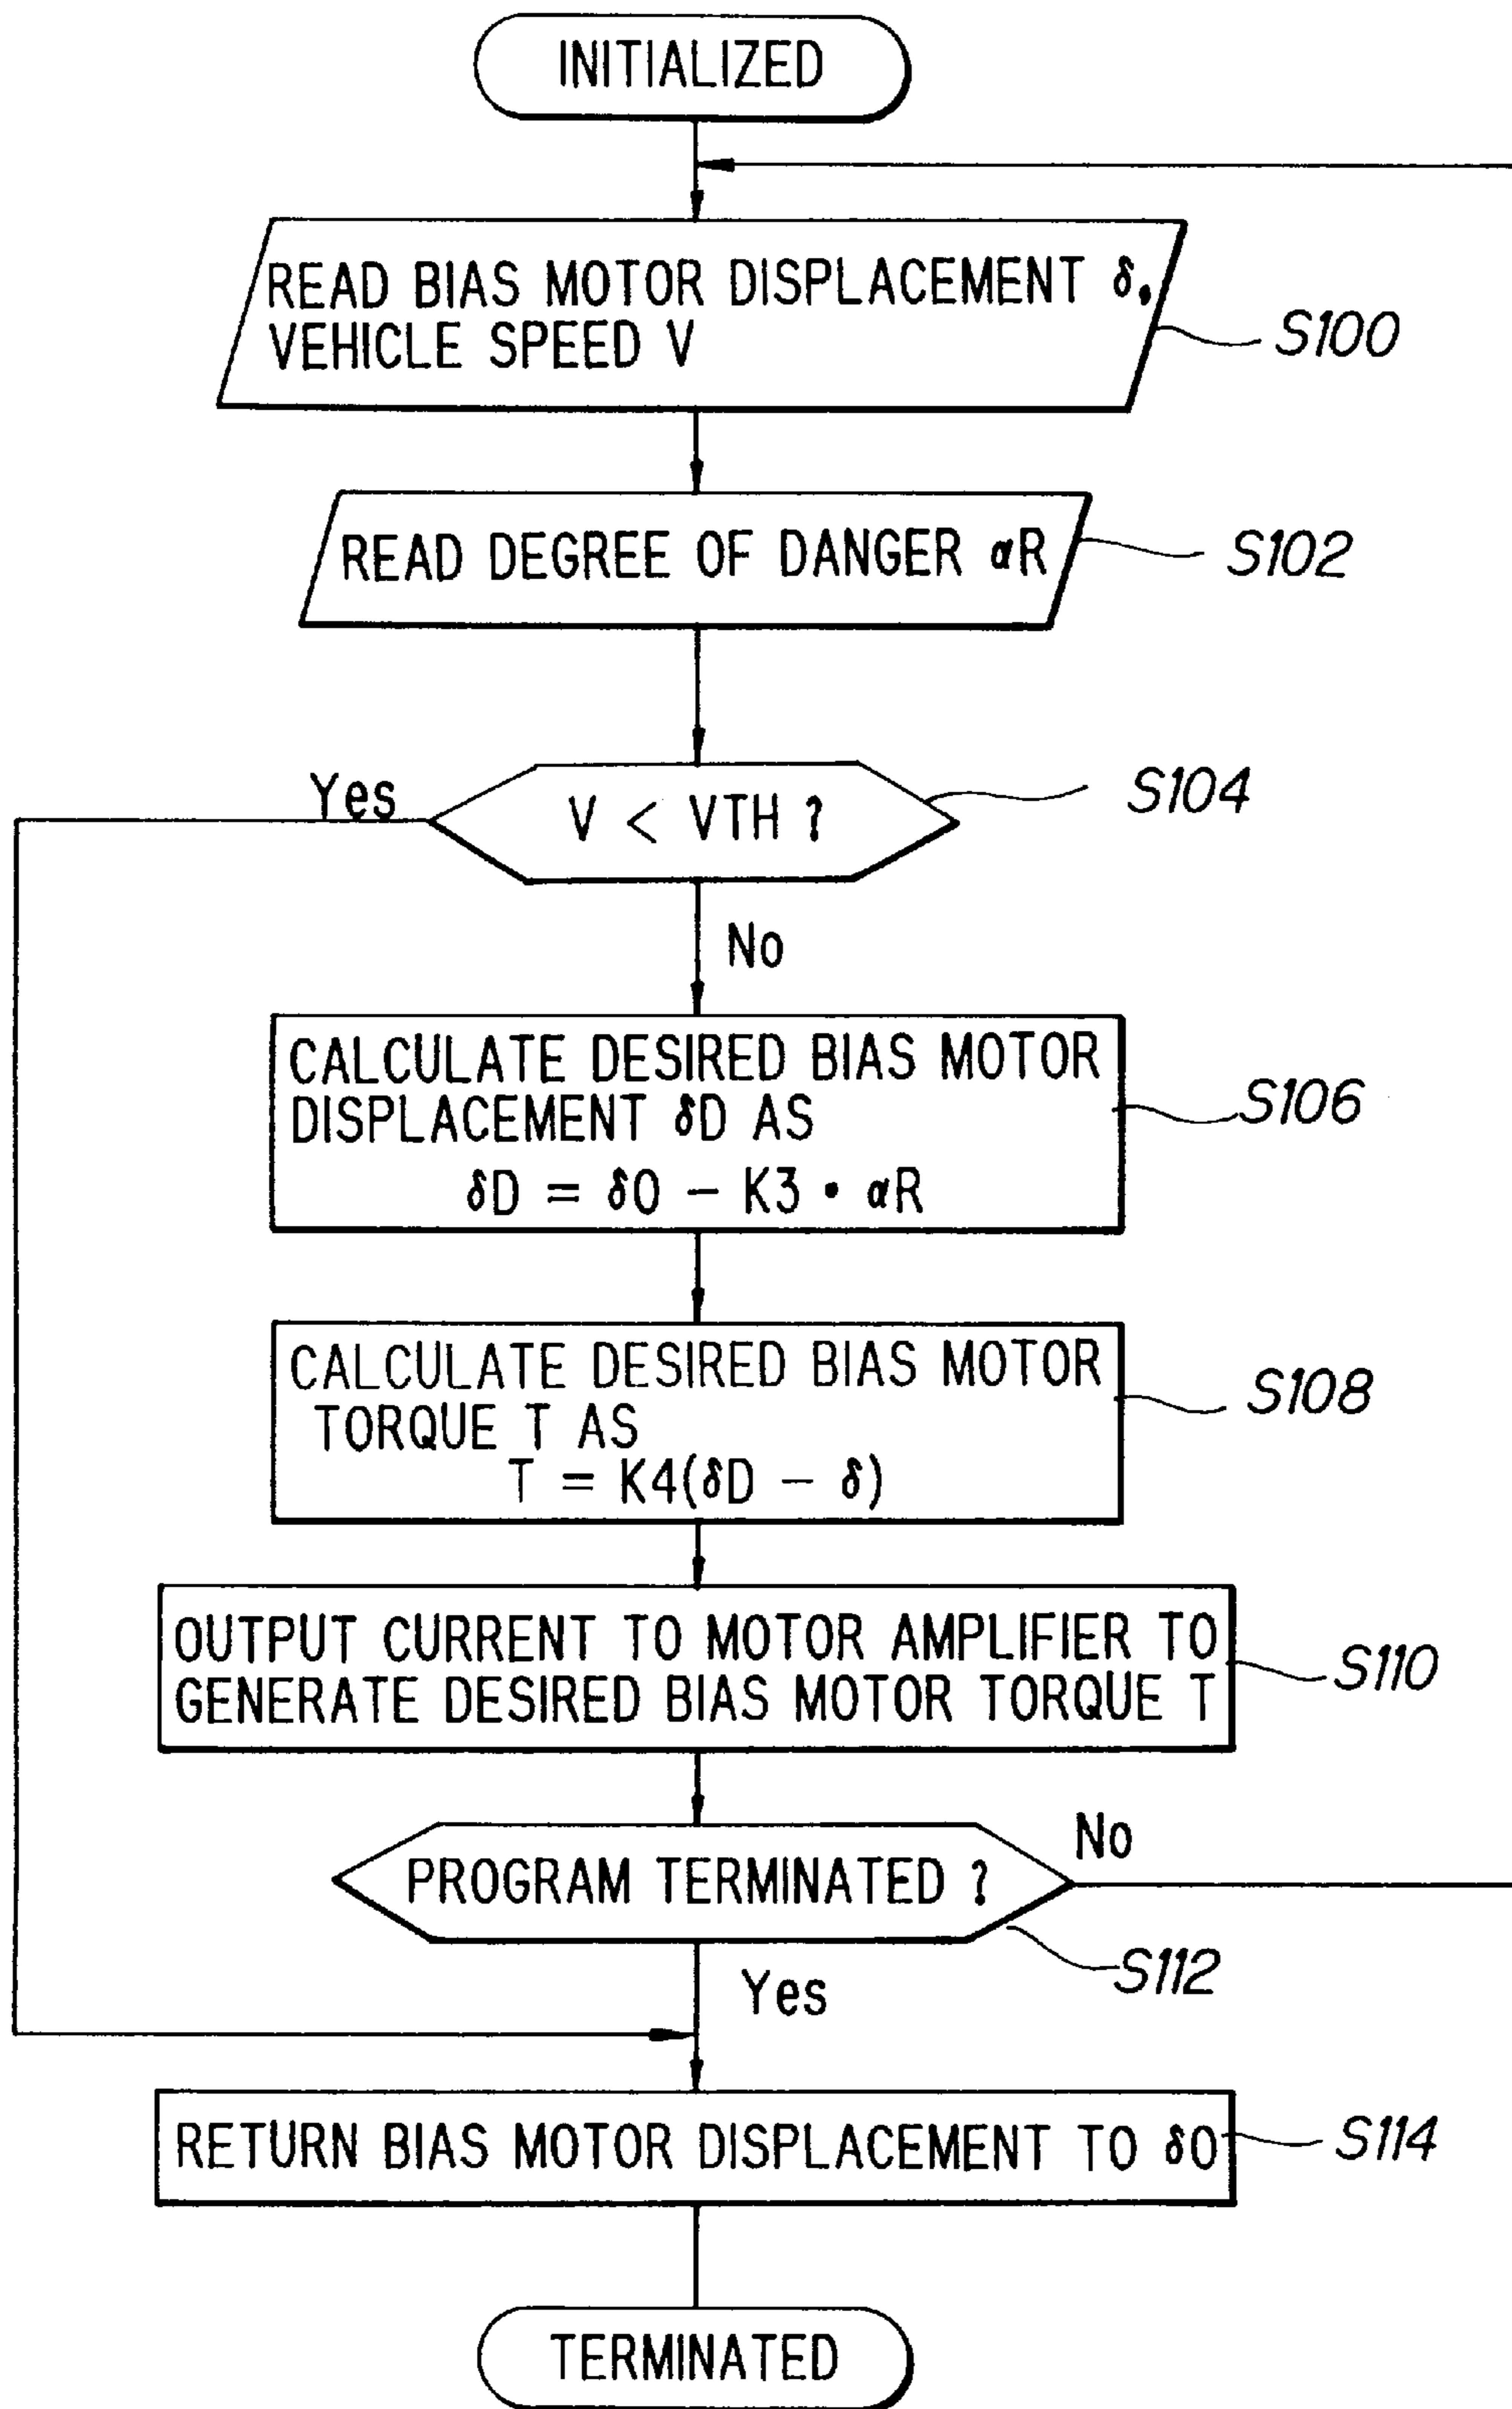 INITIALIZED
READ BIAS MOTOR DISPLACEMENT δ,
VEHICLE SPEED V
S100
READ DEGREE OF DANGER αR
S102
Yes
V < VTH ?
S104
No
CALCULATE DESIRED BIAS MOTOR
DISPLACEMENT δD AS
δD = δ0 - K3 • αR
S106
CALCULATE DESIRED BIAS MOTOR
TORQUE T AS
T = K4(δD - δ)
S108
OUTPUT CURRENT TO MOTOR AMPLIFIER TO
GENERATE DESIRED BIAS MOTOR TORQUE T
S110
PROGRAM TERMINATED ?
No
S112
Yes
RETURN BIAS MOTOR DISPLACEMENT TO δ0
S114
TERMINATED